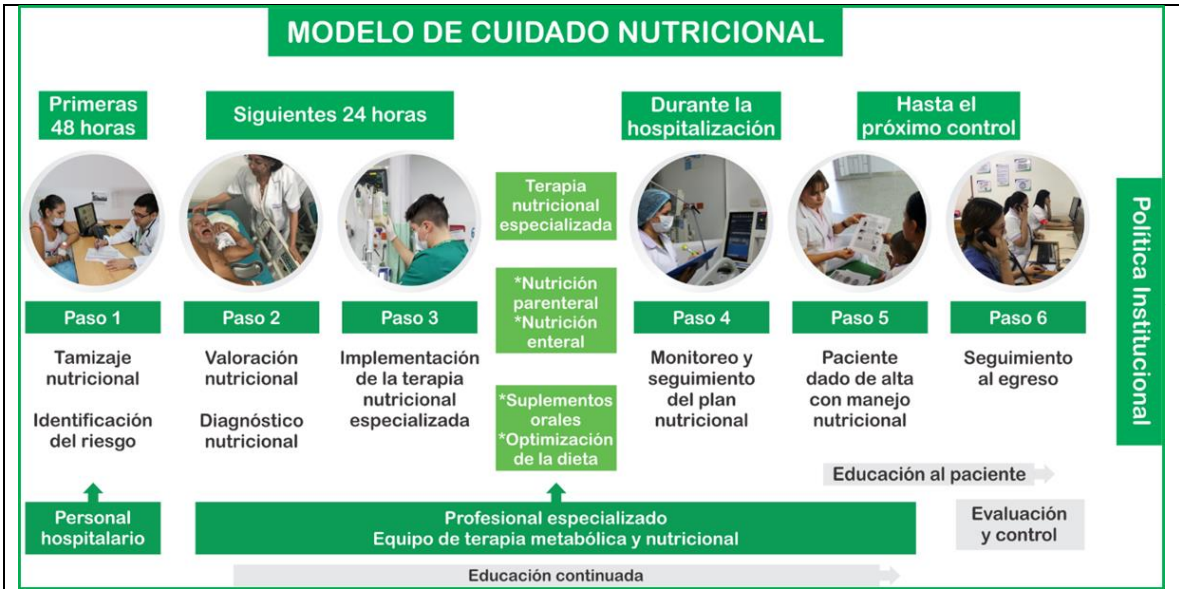 MODELO DE CUIDADO NUTRICIONAL
Primeras
48 horas
Siguientes 24 horas
Durante la
hospitalización
Hasta el
próximo control
Terapia
nutricional
especializada
*Nutrición
parenteral
*Nutrición
enteral
*Suplementos
orales
*Optimización
de la dieta
Paso 1
Tamizaje
nutricional
Identificación
del riesgo
Paso 2
Valoración
nutricional
Diagnóstico
nutricional
Paso 3
Implementación
de la terapia
nutricional
especializada
Paso 4
Monitoreo y
seguimiento
del plan
nutricional
Paso 5
Paciente
dado de alta
con manejo
nutricional
Paso 6
Seguimiento
al egreso
Política Institucional
Educación al paciente
Personal
hospitalario
Profesional especializado
Equipo de terapia metabólica y nutricional
Evaluación
y control
Educación continuada